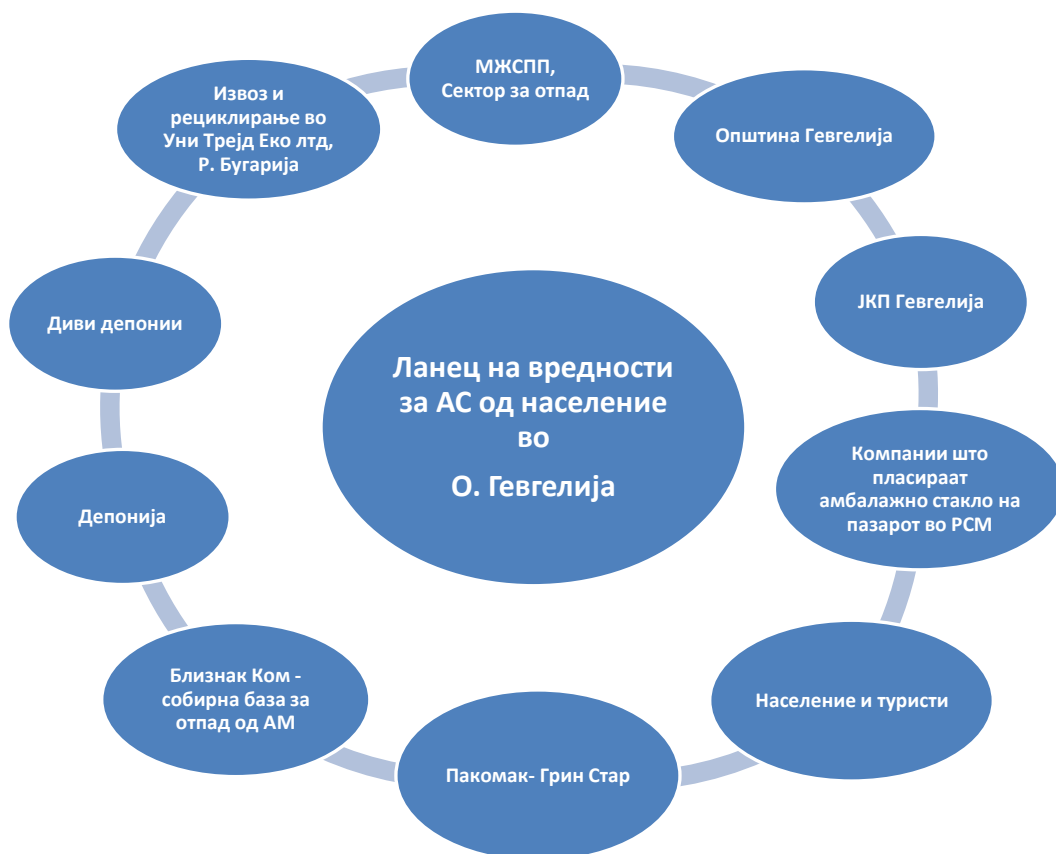 МЖСПП,
Сектор за отпад
Општина Гевгелија
ЈКП Гевгелија
Компании што
пласираат
амбалажно стакло на
пазарот во РСМ
Население и туристи
Пакомак- Грин Стар
Близнак Ком -
собирна база за
отпад од АМ
Депонија
Диви депонии
Извоз и
рециклирање во
Уни Трејд Еко лтд,
Р. Бугарија
Ланец на вредности
за АС од население
во
О. Гевгелија